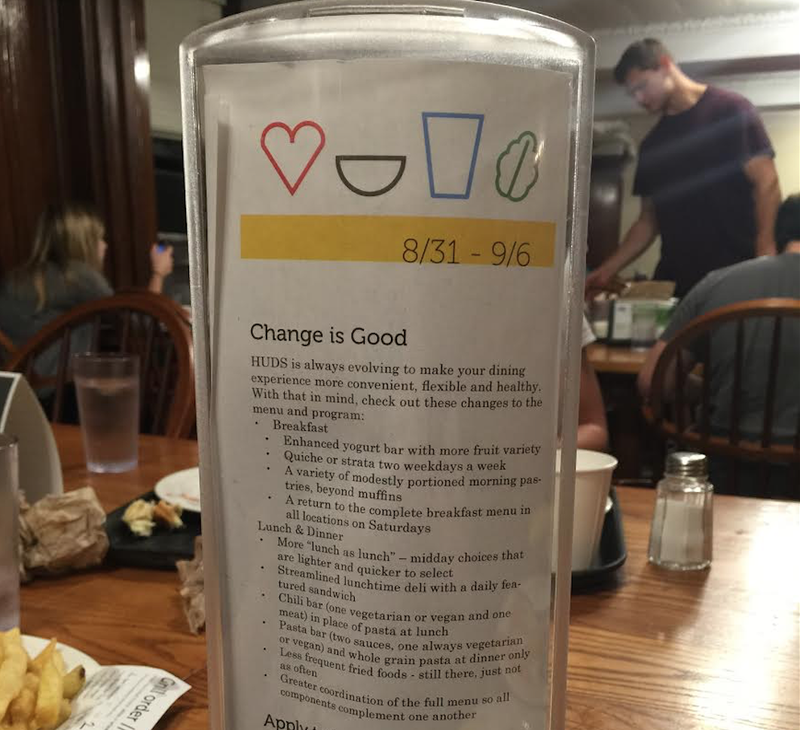 8/31 - 9/6
Change is Good
HUDS is always evolving to make your dining
experience more convenient, flexible and healthy.
With that in mind, check out these changes to the
menu and program:
• Breakfast
• Enhanced yogurt bar with more fruit variety
• Quiche or strata two weekdays a week
• A variety of modestly portioned morning pas-
tries, beyond muffins
• A return to the complete breakfast menu in
all locations on Saturdays
Lunch & Dinner
• More "lunch as lunch" – midday choices that
are lighter and quicker to select
• Streamlined lunchtime deli with a daily fea-
tured sandwich
• Chili bar (one vegetarian or vegan and one
meat) in place of pasta at lunch
• Pasta bar (two sauces, one always vegetarian
or vegan) and whole grain pasta at dinner only
• Less frequent fried foods - still there, just not
as often
• Greater coordination of the full menu so all
components complement one another
Apply
Grill order